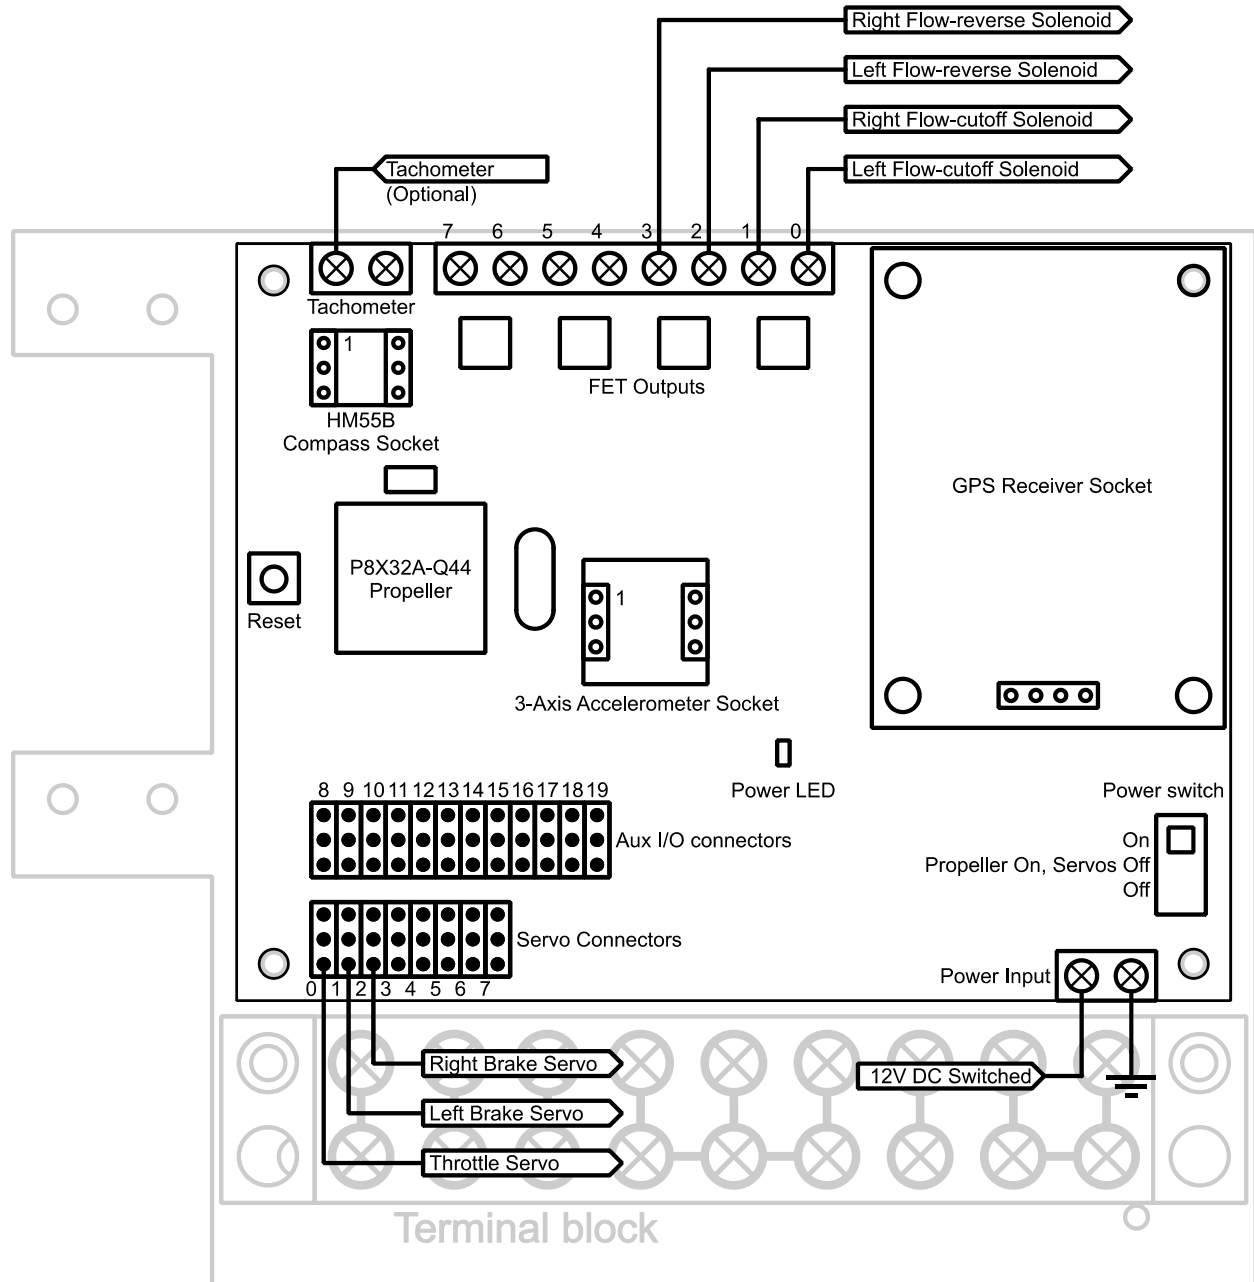 Right Flow-reverse Solenoid
Left Flow-reverse Solenoid
Right Flow-cutoff Solenoid
Left Flow-cutoff Solenoid
Tachometer
(Optional)
7 6 5 4 3 2 1 0
Tachometer
1
FET Outputs
HM55B
Compass Socket
GPS Receiver Socket
P8X32A-Q44
Propeller
1
Reset
3-Axis Accelerometer Socket
Power LED
Power switch
On
Propeller On, Servos Off
Off
8 9 10 11 12 13 14 15 16 17 18 19
Aux I/O connectors
Servo Connectors
0 1 2 3 4 5 6 7
Power Input
Right Brake Servo
12V DC Switched
Left Brake Servo
Throttle Servo
Terminal block